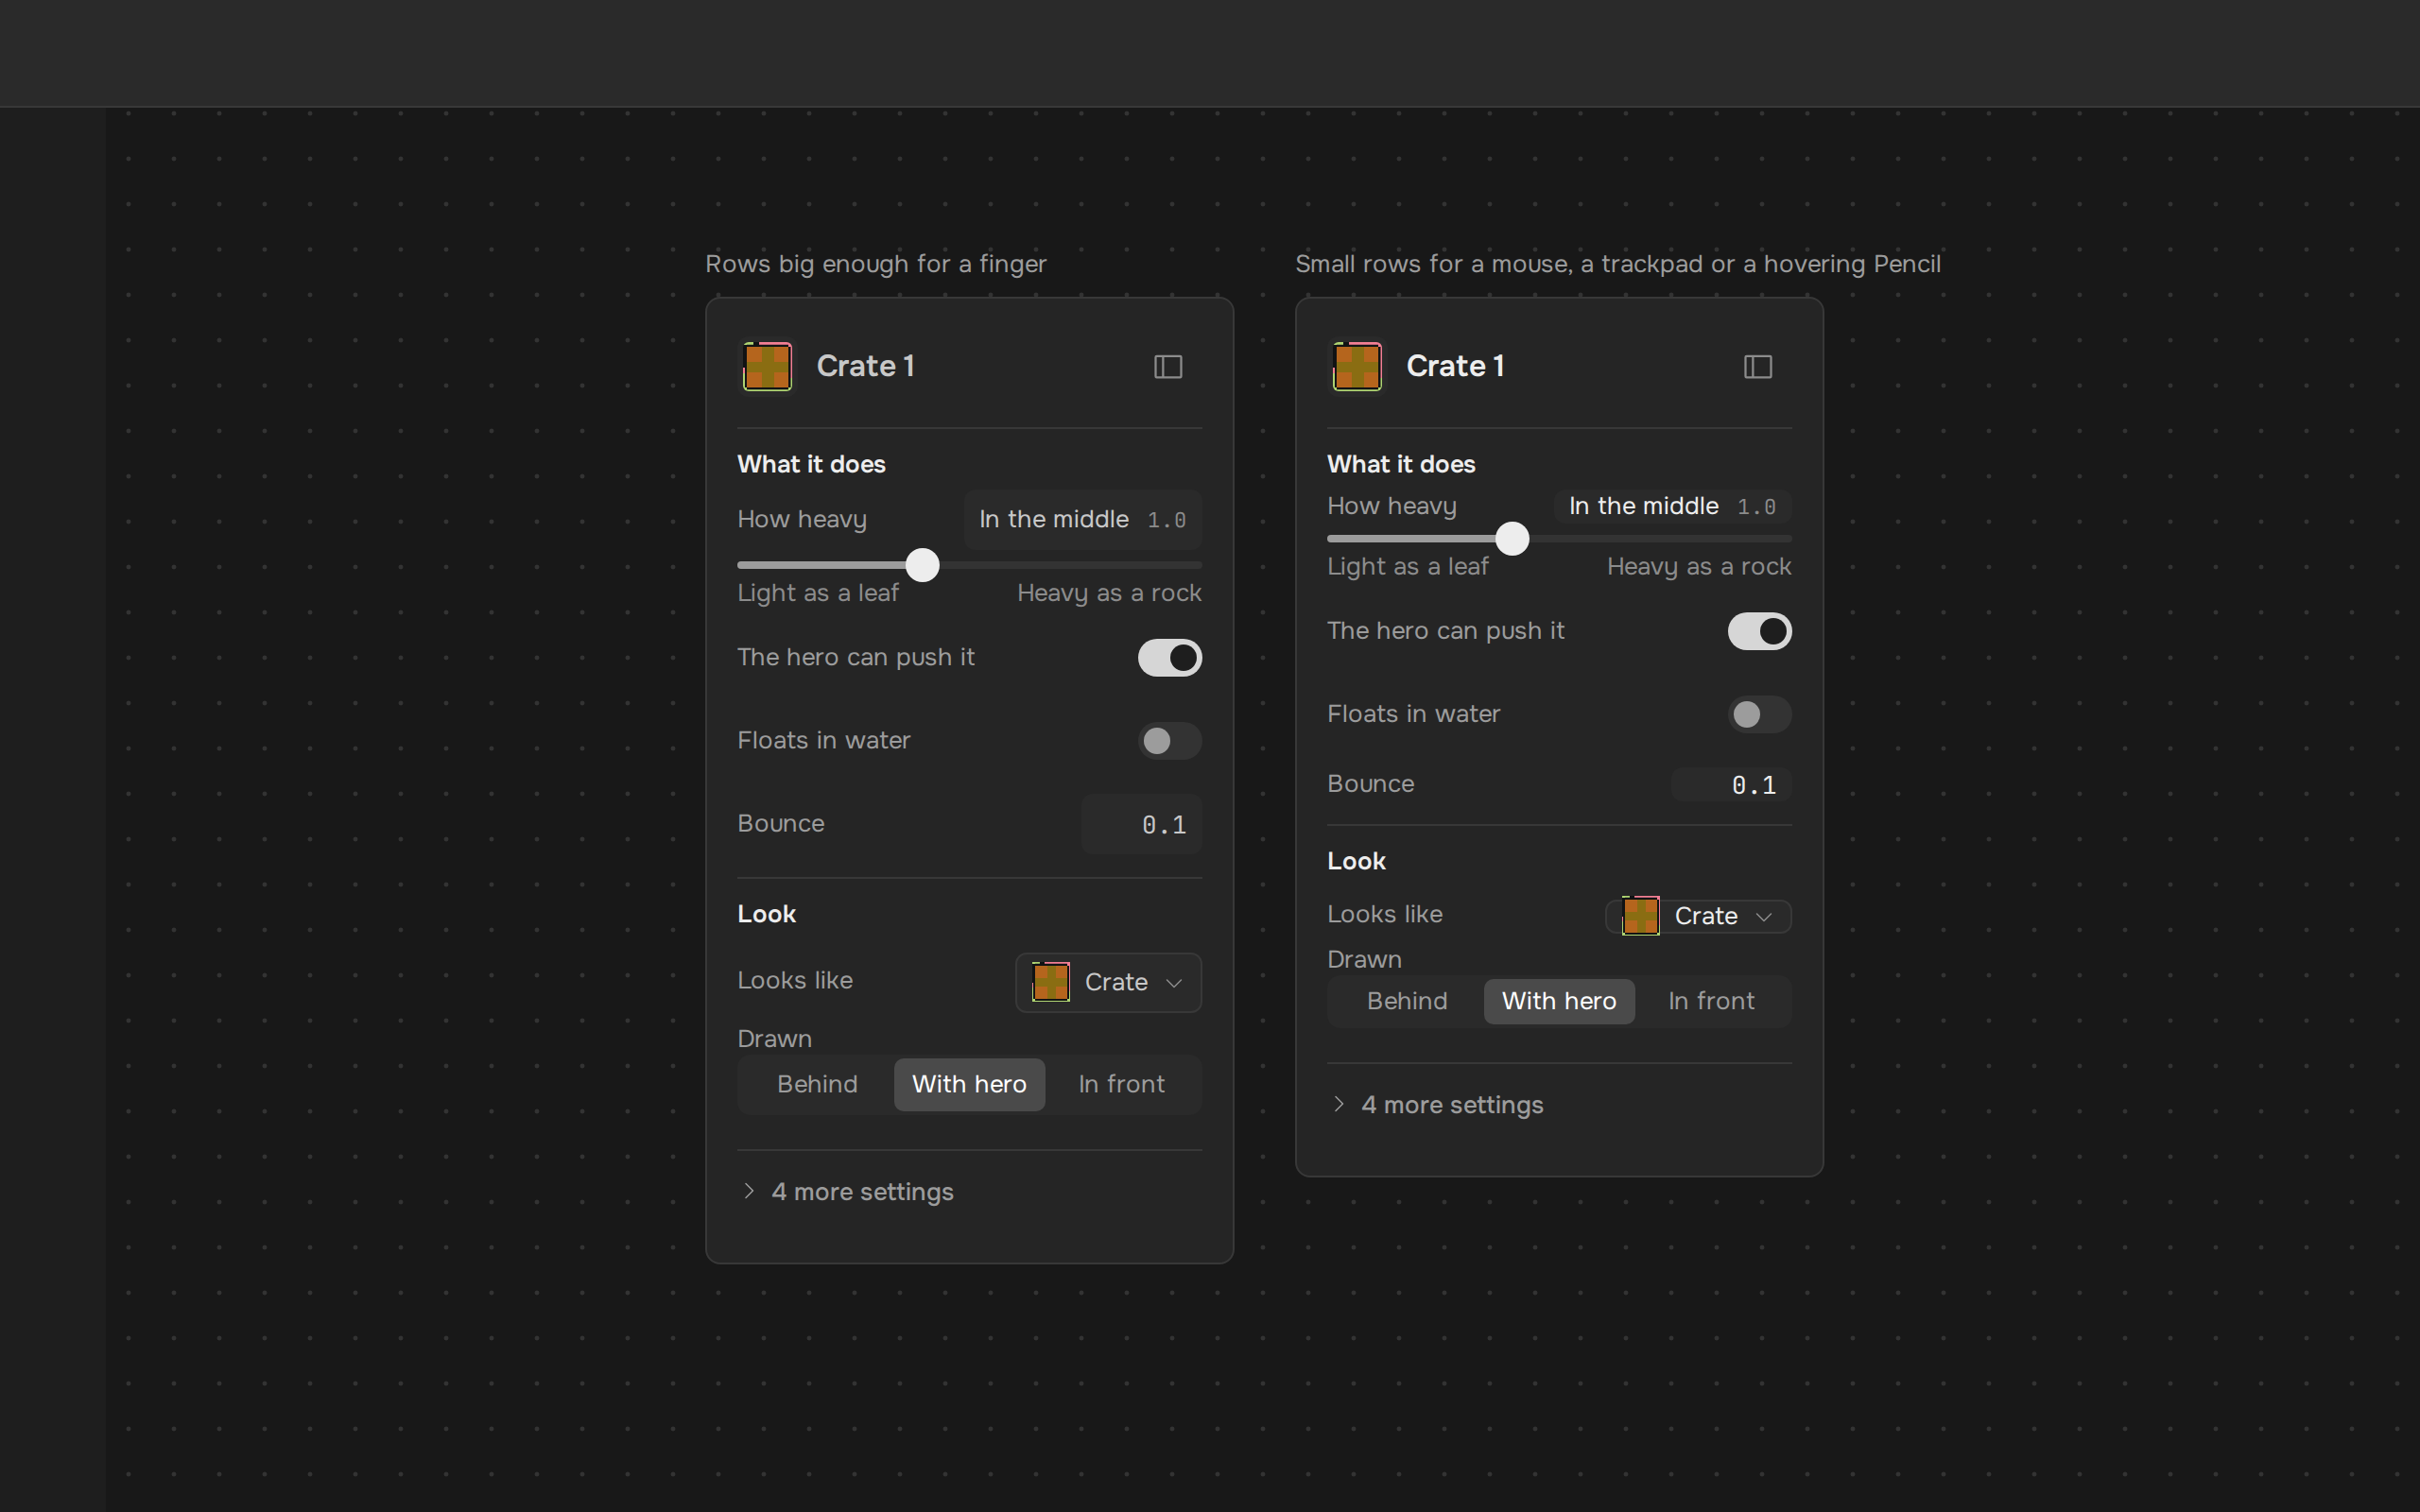 Rows big enough for a finger
Crate 1
What it does
How heavy In the middle 1.0
Light as a leaf Heavy as a rock
The hero can push it
Floats in water
Bounce 0.1
Look
Looks like Crate
Drawn
Behind With hero In front
4 more settings
Small rows for a mouse, a trackpad or a hovering Pencil
Crate 1
What it does
How heavy In the middle 1.0
Light as a leaf Heavy as a rock
The hero can push it
Floats in water
Bounce 0.1
Look
Looks like Crate
Drawn
Behind With hero In front
4 more settings